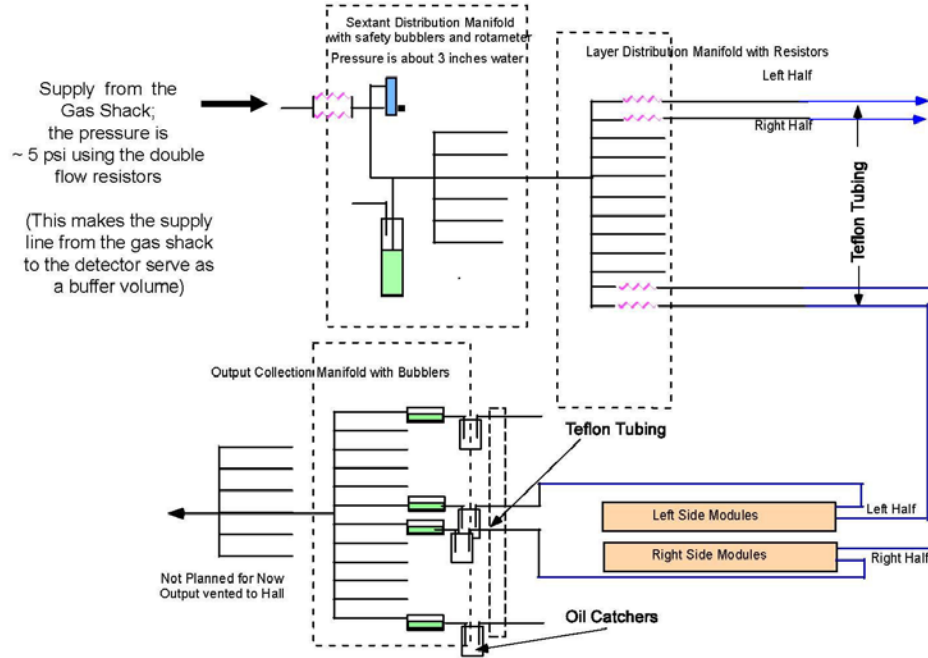 Sextant Distribution Manifold
with safety bubblers and rotameter
Pressure is about 3 inches water
Layer Distribution Manifold with Resistors
Left Half
Right Half
Supply from the
Gas Shack;
the pressure is
~ 5 psi using the double
flow resistors
(This makes the supply
line from the gas shack
to the detector serve as
a buffer volume)
Teflon Tubing
Output Collection Manifold with Bubblers
Teflon Tubing
Left Side Modules
Left Half
Right Side Modules
Right Half
Not Planned for Now
Output vented to Hall
Oil Catchers